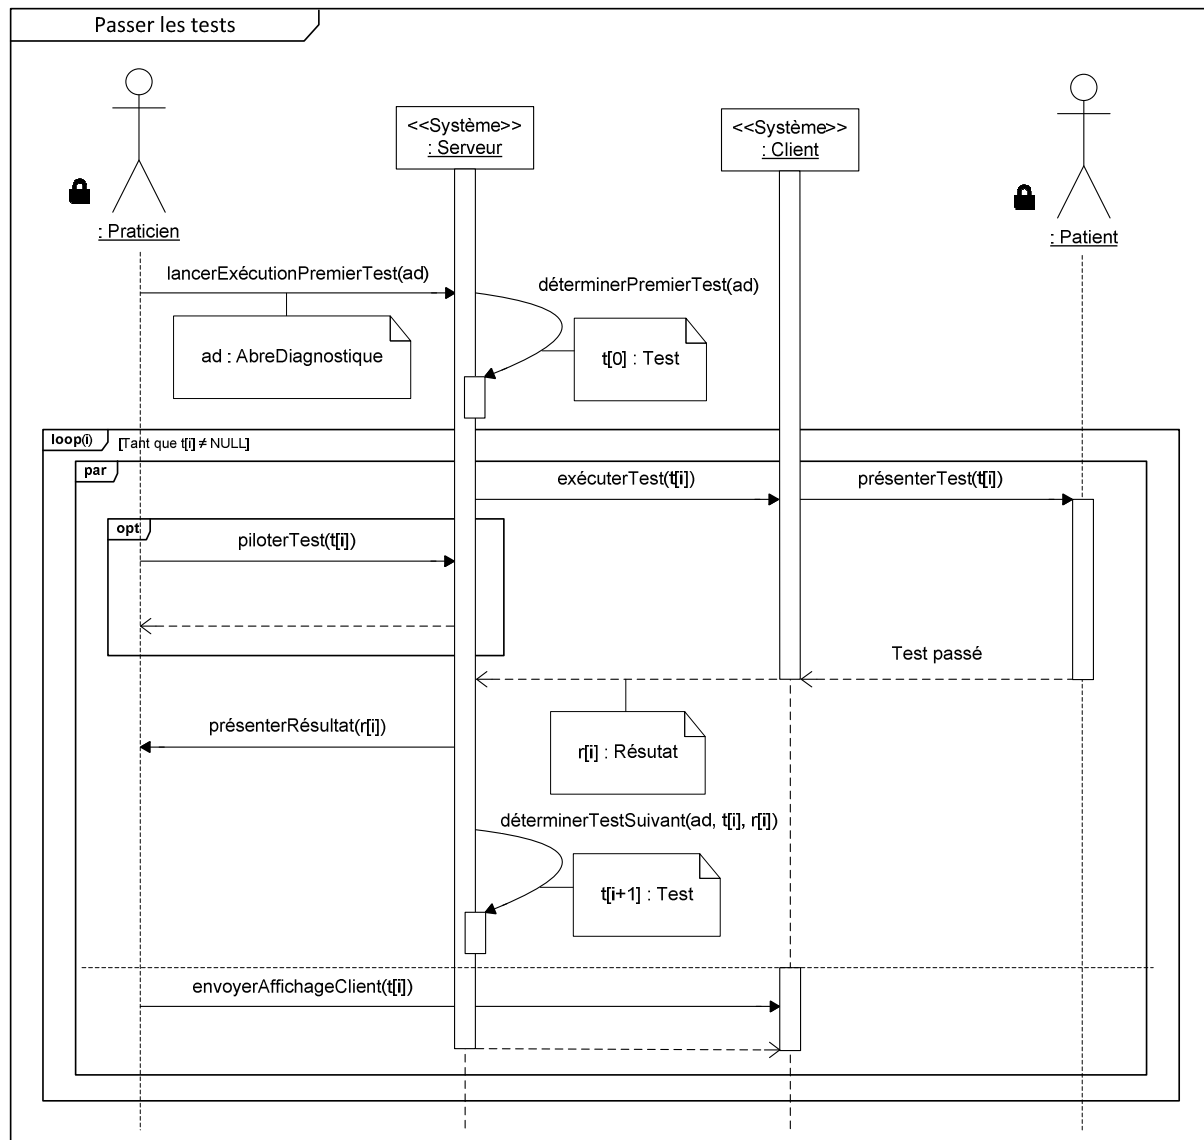 Passer les tests
<<Système>>
: Serveur
<<Système>>
: Client
: Praticien
: Patient
lancerExécutionPremierTest(ad)
déterminerPremierTest(ad)
ad : AbreDiagnostique
t[0] : Test
loop(i)
[Tant que t[i] ≠ NULL]
par
exécuterTest(t[i])
présenterTest(t[i])
opt
piloterTest(t[i])
Test passé
présenterRésultat(r[i])
r[i] : Résutat
déterminerTestSuivant(ad, t[i], r[i])
t[i+1] : Test
envoyerAffichageClient(t[i])